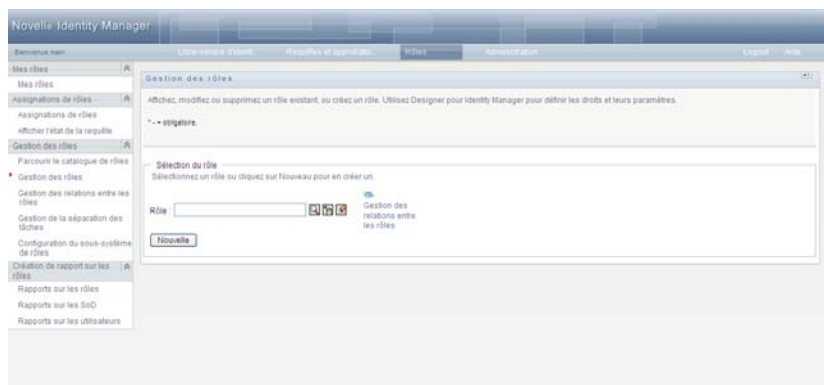 Novell® Identity Manager
Bienvenue
Requêtes et approbatio...
Rôles
Administration
Logout
Aide
Mes rôles
Mes rôles
Assignations de rôles
Assignations de rôles
Afficher l'état de la requête
Gestion des rôles
Parcourir le catalogue de rôles
Gestion des rôles
Gestion des relations entre les
rôles
Gestion de la séparation des
tâches
Configuration du sous-système
de rôles
Création de rapport sur les
rôles
Rapports sur les rôles
Rapports sur les SoD
Rapports sur les utilisateurs
Gestion des rôles
Affichez, modifiez ou supprimez un rôle existant, ou créez un rôle. Utilisez Designer pour Identity Manager pour définir les droits et leurs paramètres.
* - = obligatoire.
Sélection du rôle
Sélectionnez un rôle ou cliquez sur Nouveau pour en créer un.
Rôle :
Gestion des
relations entre
les rôles
Nouvelle